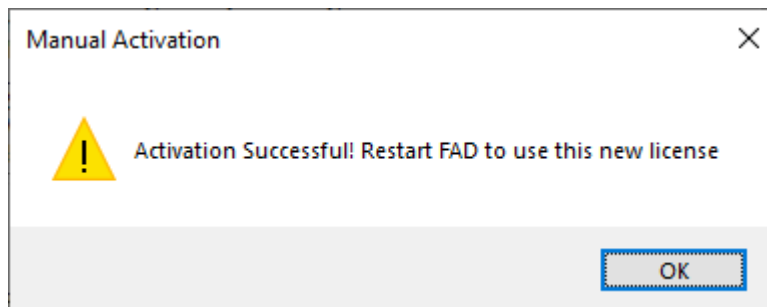 Manual Activation
!
Activation Successful! Restart FAD to use this new license
OK